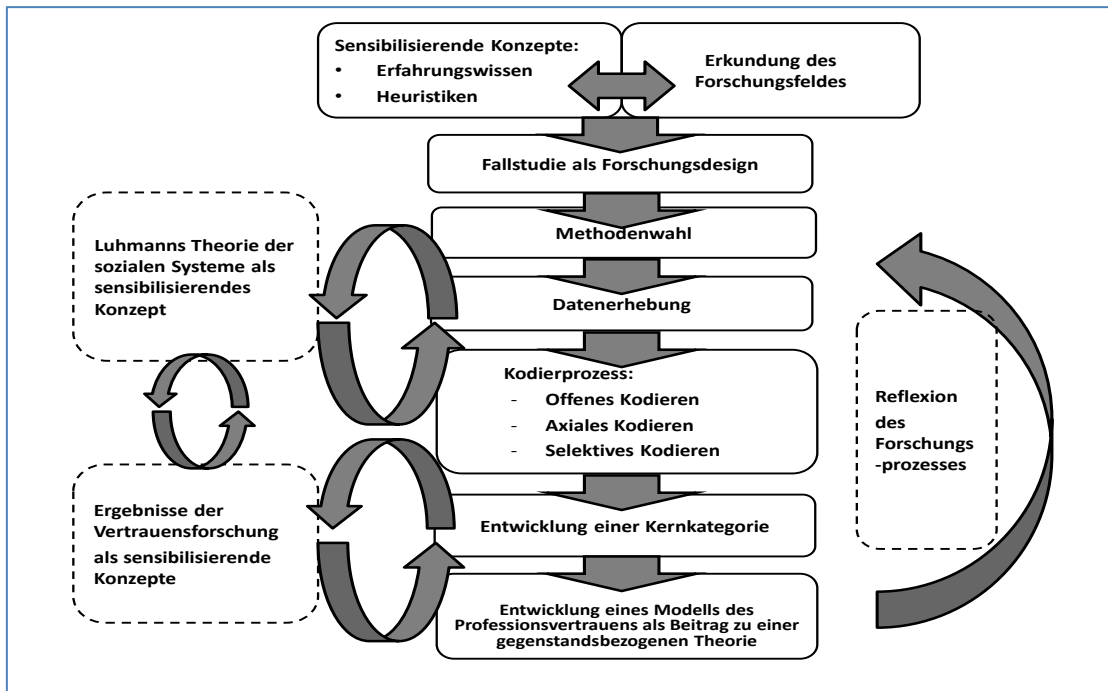 Sensibilisierende Konzepte:
• Erfahrungswissen
• Heuristiken
Erkundung des
Forschungsfeldes
Fallstudie als Forschungsdesign
Methodenwahl
Datenerhebung
Kodierprozess:
- Offenes Kodieren
- Axiales Kodieren
- Selektives Kodieren
Entwicklung einer Kernkategorie
Entwicklung eines Modells des
Professionsvertrauens als Beitrag zu einer
gegenstandsbezogenen Theorie
Luhmanns Theorie der
sozialen Systeme als
sensibilisierendes
Konzept
Ergebnisse der
Vertrauensforschung
als sensibilisierende
Konzepte
Reflexion
des
Forschungs
-prozesses